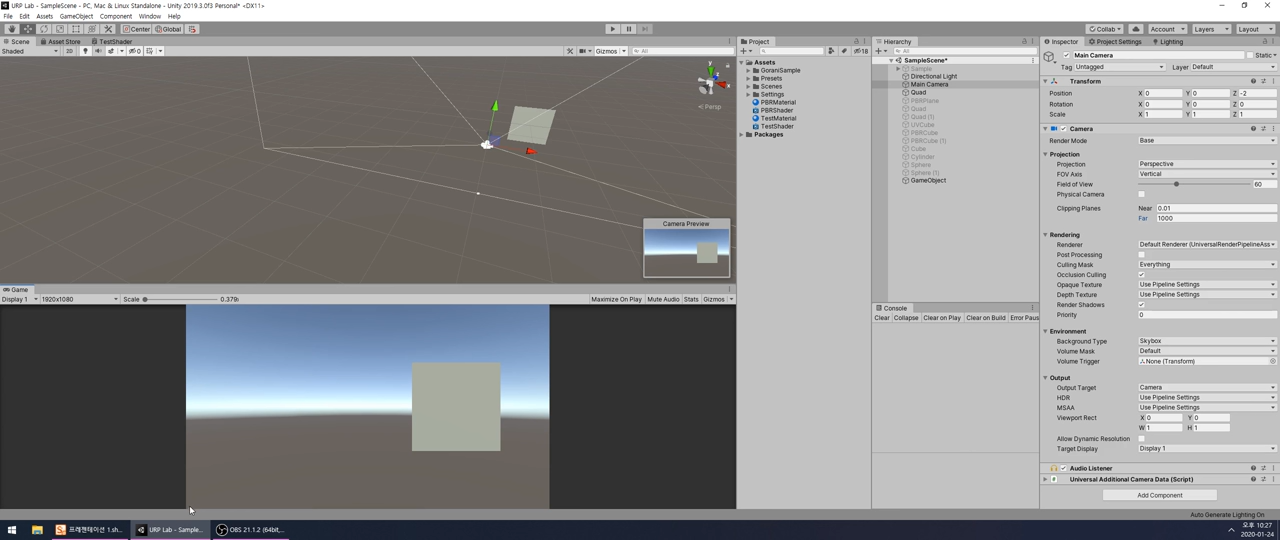 URP Lab - SampleScene - PC, Mac & Linux Standalone - Unity 2019.3.0f3 Personal* <DX11>
File Edit Assets GameObject Component Window Help
Center Global
Collab Account Layers Layout
Scene Asset Store TestShader
Shaded 2D 0 Gizmos All
y x z
Persp
Camera Preview
Game
Display 1 1920x1080 Scale 0.379x Maximize On Play Mute Audio Stats Gizmos
Project
18
Assets
GoraniSample
Presets
Scenes
Settings
PBRMaterial
PBRShader
TestMaterial
TestShader
Packages
Hierarchy
All
SampleScene*
Sample
Directional Light
Main Camera
Quad
PBRPlane
Quad
Quad (1)
UVCube
PBRCube
PBRCube (1)
Cube
Cylinder
Sphere
Sphere (1)
GameObject
Console
Clear Collapse Clear on Play Clear on Build Error Paus
Inspector Project Settings Lighting
Main Camera Static
Tag Untagged Layer Default
Transform
Position X 0 Y 0 Z -2
Rotation X 0 Y 0 Z 0
Scale X 1 Y 1 Z 1
Camera
Render Mode Base
Projection
Projection Perspective
FOV Axis Vertical
Field of View 60
Physical Camera
Clipping Planes Near 0.01
Far 1000
Rendering
Renderer Default Renderer (UniversalRenderPipelineAss
Post Processing
Culling Mask Everything
Occlusion Culling
Opaque Texture Use Pipeline Settings
Depth Texture Use Pipeline Settings
Render Shadows
Priority 0
Environment
Background Type Skybox
Volume Mask Default
Volume Trigger None (Transform)
Output
Output Target Camera
HDR Use Pipeline Settings
MSAA Use Pipeline Settings
Viewport Rect X 0 Y 0
W 1 H 1
Allow Dynamic Resolution
Target Display Display 1
Audio Listener
Universal Additional Camera Data (Script)
Add Component
Auto Generate Lighting On
프레젠테이션 1.sh... URP Lab - Sample... OBS 21.1.2 (64bit,...
오후 10:27
2020-01-24